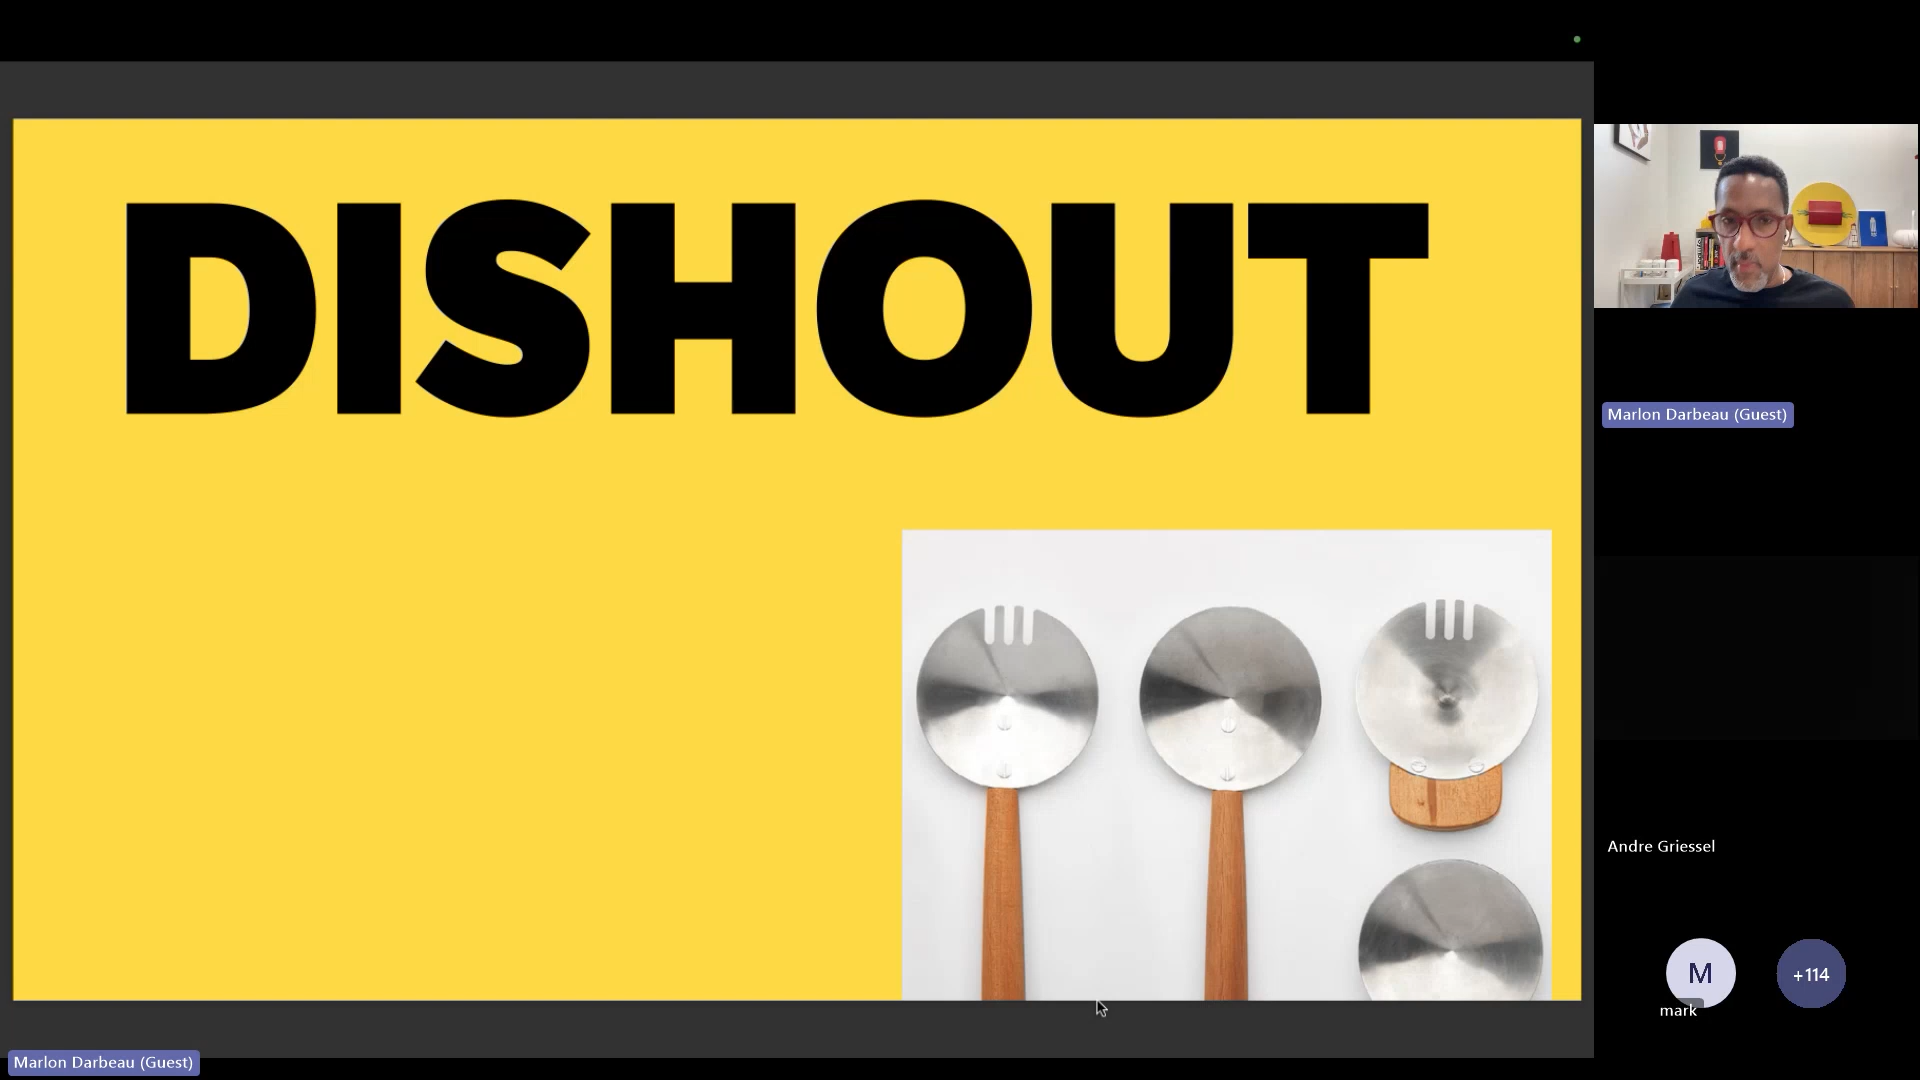 DISHOUT
Marlon Darbeau (Guest)
Andre Griessel
M
+114
mark
Marlon Darbeau (Guest)